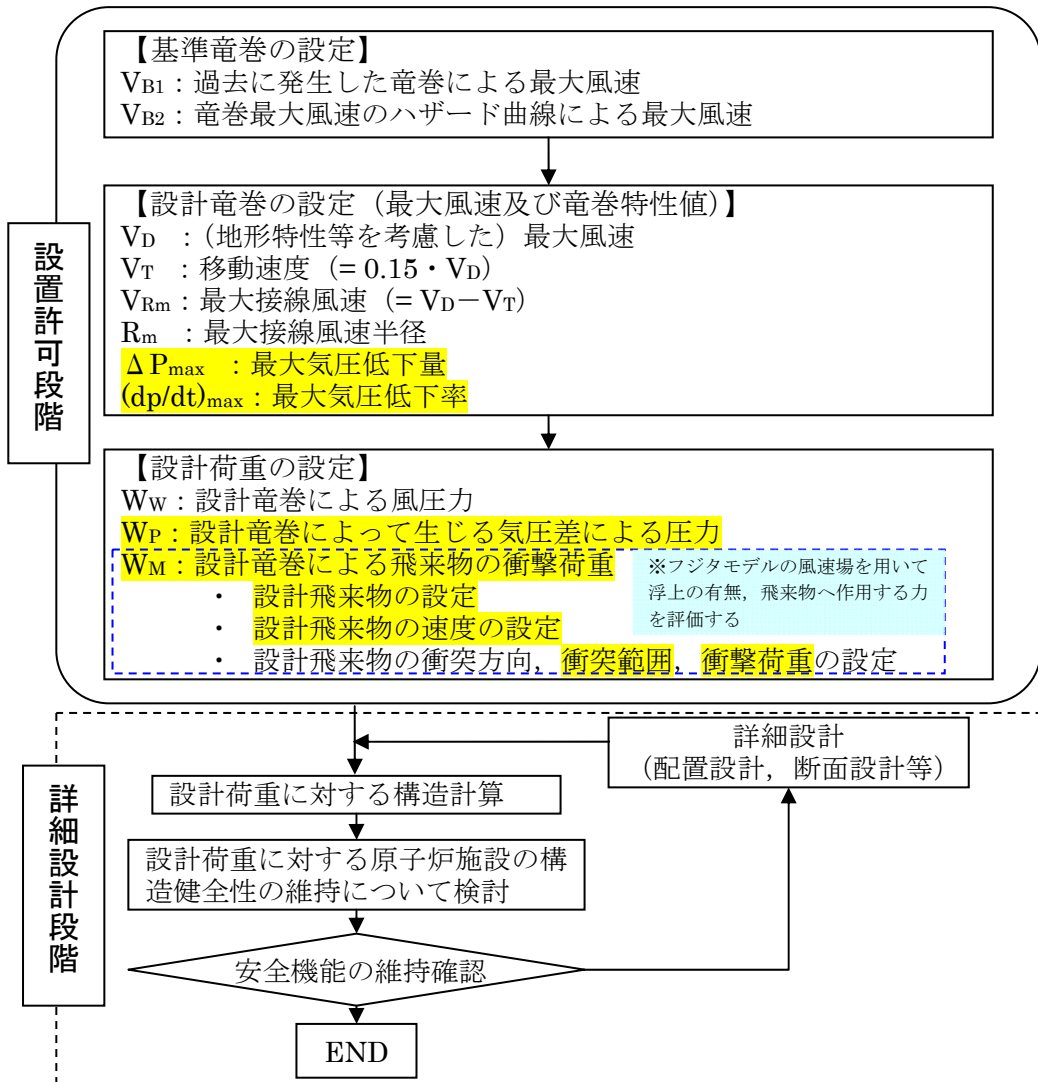 【基準竜巻の設定】
VB1：過去に発生した竜巻による最大風速
VB2：竜巻最大風速のハザード曲線による最大風速
【設計竜巻の設定（最大風速及び竜巻特性値）】
VD ：（地形特性等を考慮した）最大風速
VT ：移動速度（= 0.15・VD）
VRm：最大接線風速（= VD－VT）
Rm ：最大接線風速半径
ΔPmax ：最大気圧低下量
(dp/dt)max：最大気圧低下率
設置許可段階
【設計荷重の設定】
WW：設計竜巻による風圧力
WP：設計竜巻によって生じる気圧差による圧力
WM：設計竜巻による飛来物の衝撃荷重
・ 設計飛来物の設定
・ 設計飛来物の速度の設定
・ 設計飛来物の衝突方向，衝突範囲，衝撃荷重の設定
※フジタモデルの風速場を用いて
浮上の有無，飛来物へ作用する力
を評価する
詳細設計
（配置設計，断面設計等）
詳細設計段階
設計荷重に対する構造計算
設計荷重に対する原子炉施設の構
造健全性の維持について検討
安全機能の維持確認
END